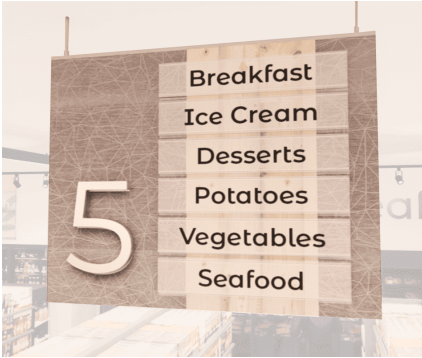 5
Breakfast
Ice Cream
Desserts
Potatoes
Vegetables
Seafood